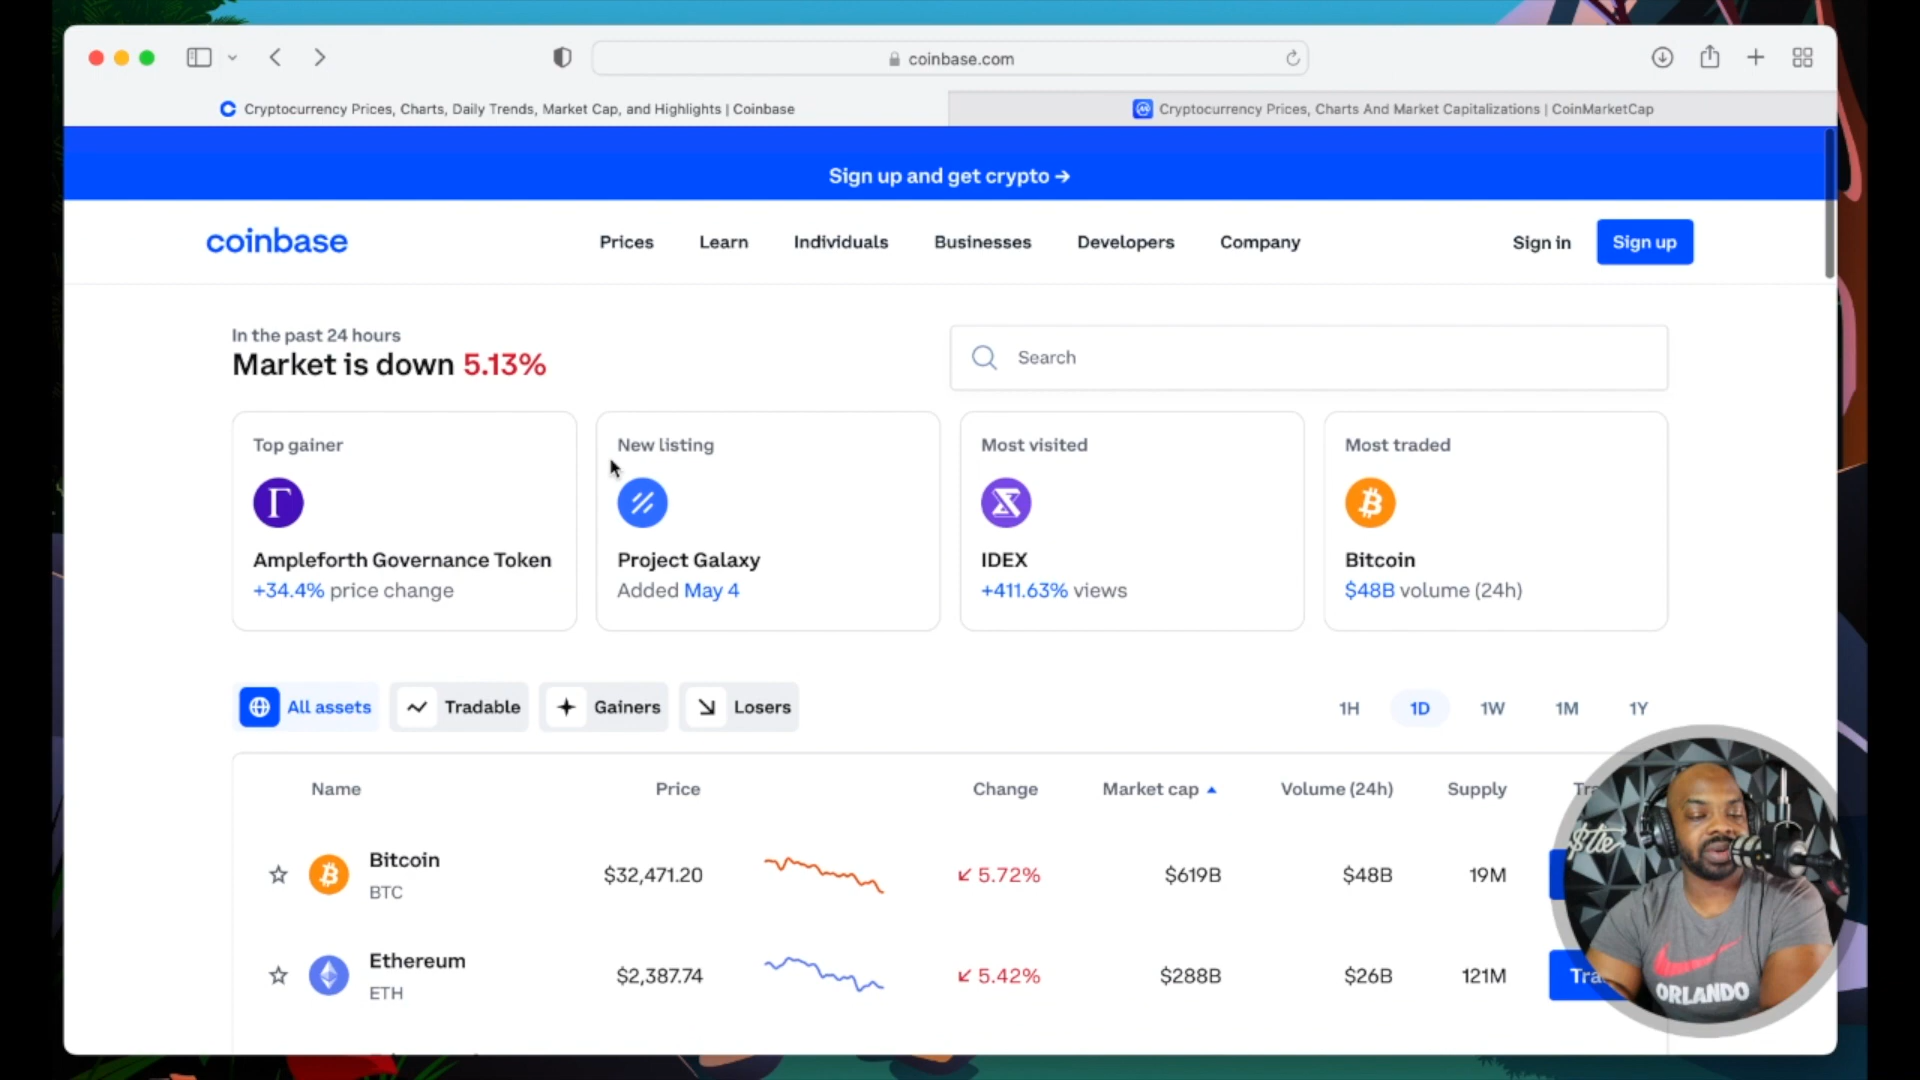 coinbase.com
Cryptocurrency Prices, Charts, Daily Trends, Market Cap, and Highlights | Coinbase
Cryptocurrency Prices, Charts And Market Capitalizations | CoinMarketCap
Sign up and get crypto →
coinbase
Prices Learn Individuals Businesses Developers Company Sign in Sign up
In the past 24 hours
Market is down 5.13%
Search
Top gainer
Ampleforth Governance Token
+34.4% price change
New listing
Project Galaxy
Added May 4
Most visited
IDEX
+411.63% views
Most traded
Bitcoin
$48B volume (24h)
All assets Tradable Gainers Losers
1H 1D 1W 1M 1Y
Name Price Change Market cap Volume (24h) Supply
Bitcoin
BTC
$32,471.20 5.72% $619B $48B 19M
Ethereum
ETH
$2,387.74 5.42% $288B $26B 121M
ORLANDO